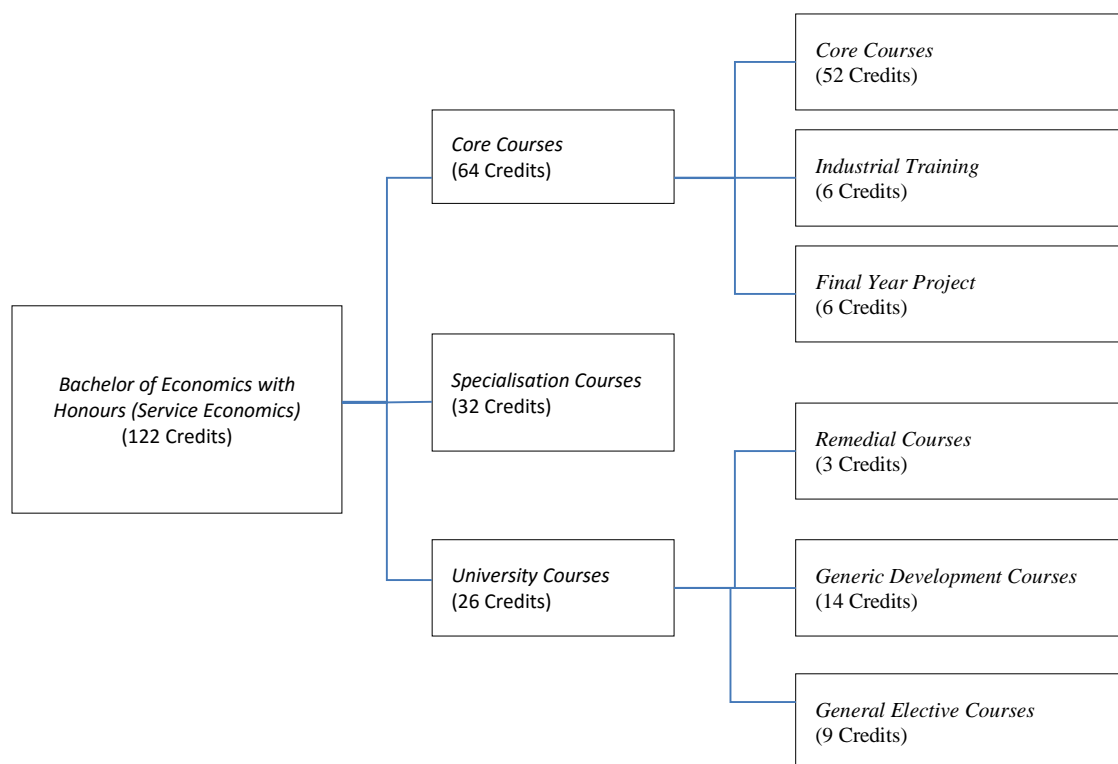 Bachelor of Economics with
Honours (Service Economics)
(122 Credits)
Core Courses
(64 Credits)
Specialisation Courses
(32 Credits)
University Courses
(26 Credits)
Core Courses
(52 Credits)
Industrial Training
(6 Credits)
Final Year Project
(6 Credits)
Remedial Courses
(3 Credits)
Generic Development Courses
(14 Credits)
General Elective Courses
(9 Credits)